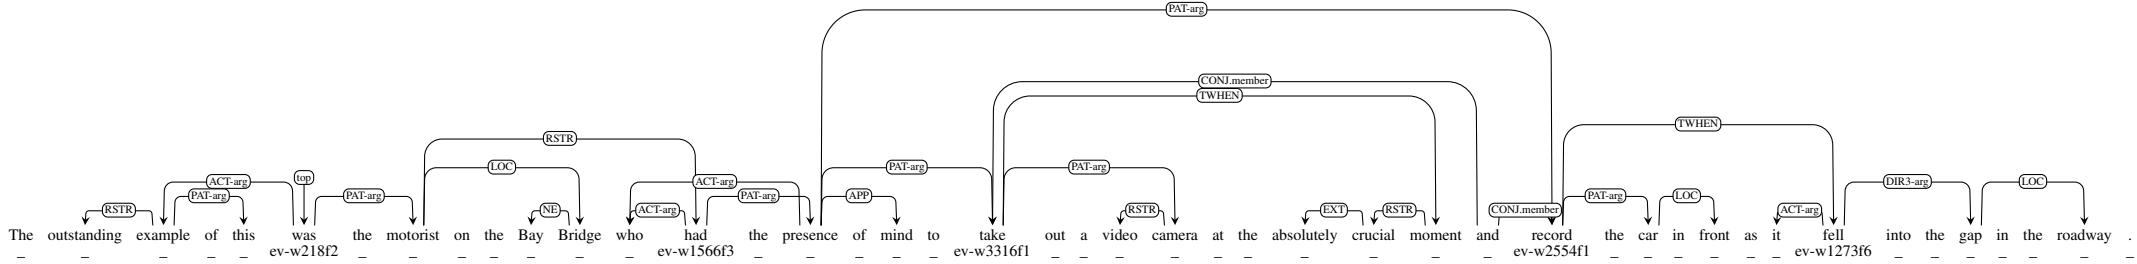 PAT-arg
CONJ.member
TWHEN
TWHEN
RSTR
LOC PAT-arg PAT-arg
top
ACT-arg ACT-arg DIR3-arg LOC
PAT-arg PAT-arg PAT-arg APP PAT-arg LOC
RSTR NE ACT-arg RSTR EXT RSTR CONJ.member ACT-arg
The outstanding example of this was the motorist on the Bay Bridge who had the presence of mind to take out a video camera at the absolutely crucial moment and record the car in front as it fell into the gap in the roadway .
_ _ _ _ _ ev-w218f2 _ _ _ _ _ _ _ ev-w1566f3 _ _ _ _ _ ev-w3316f1 _ _ _ _ _ _ _ _ _ _ ev-w2554f1 _ _ _ _ _ _ ev-w1273f6 _ _ _ _ _ _ _